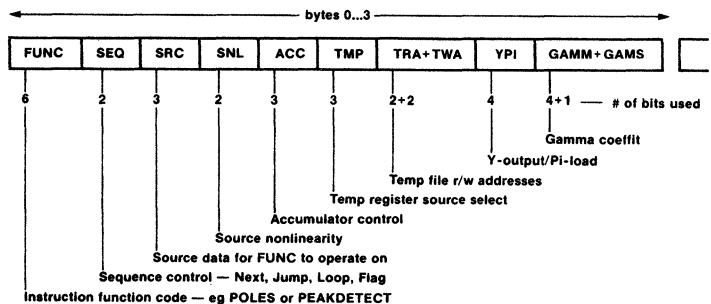 bytes 0...3
FUNC SEQ SRC SNL ACC TMP TRA+TWA YPI GAMM+GAMS
6 2 3 2 3 3 2+2 4 4+1 — # of bits used
Gamma coeffit
Y-output/Pi-load
Temp file r/w addresses
Temp register source select
Accumulator control
Source nonlinearity
Source data for FUNC to operate on
Sequence control — Next, Jump, Loop, Flag
Instruction function code — eg POLES or PEAKDETECT